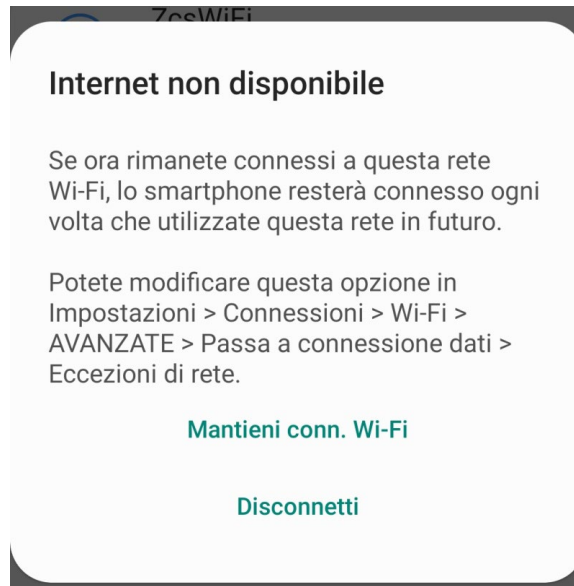 ZcsWiFi
Internet non disponibile
Se ora rimanete connessi a questa rete
Wi-Fi, lo smartphone resterà connesso ogni
volta che utilizzate questa rete in futuro.
Potete modificare questa opzione in
Impostazioni > Connessioni > Wi-Fi >
AVANZATE > Passa a connessione dati >
Eccezioni di rete.
Mantieni conn. Wi-Fi
Disconnetti